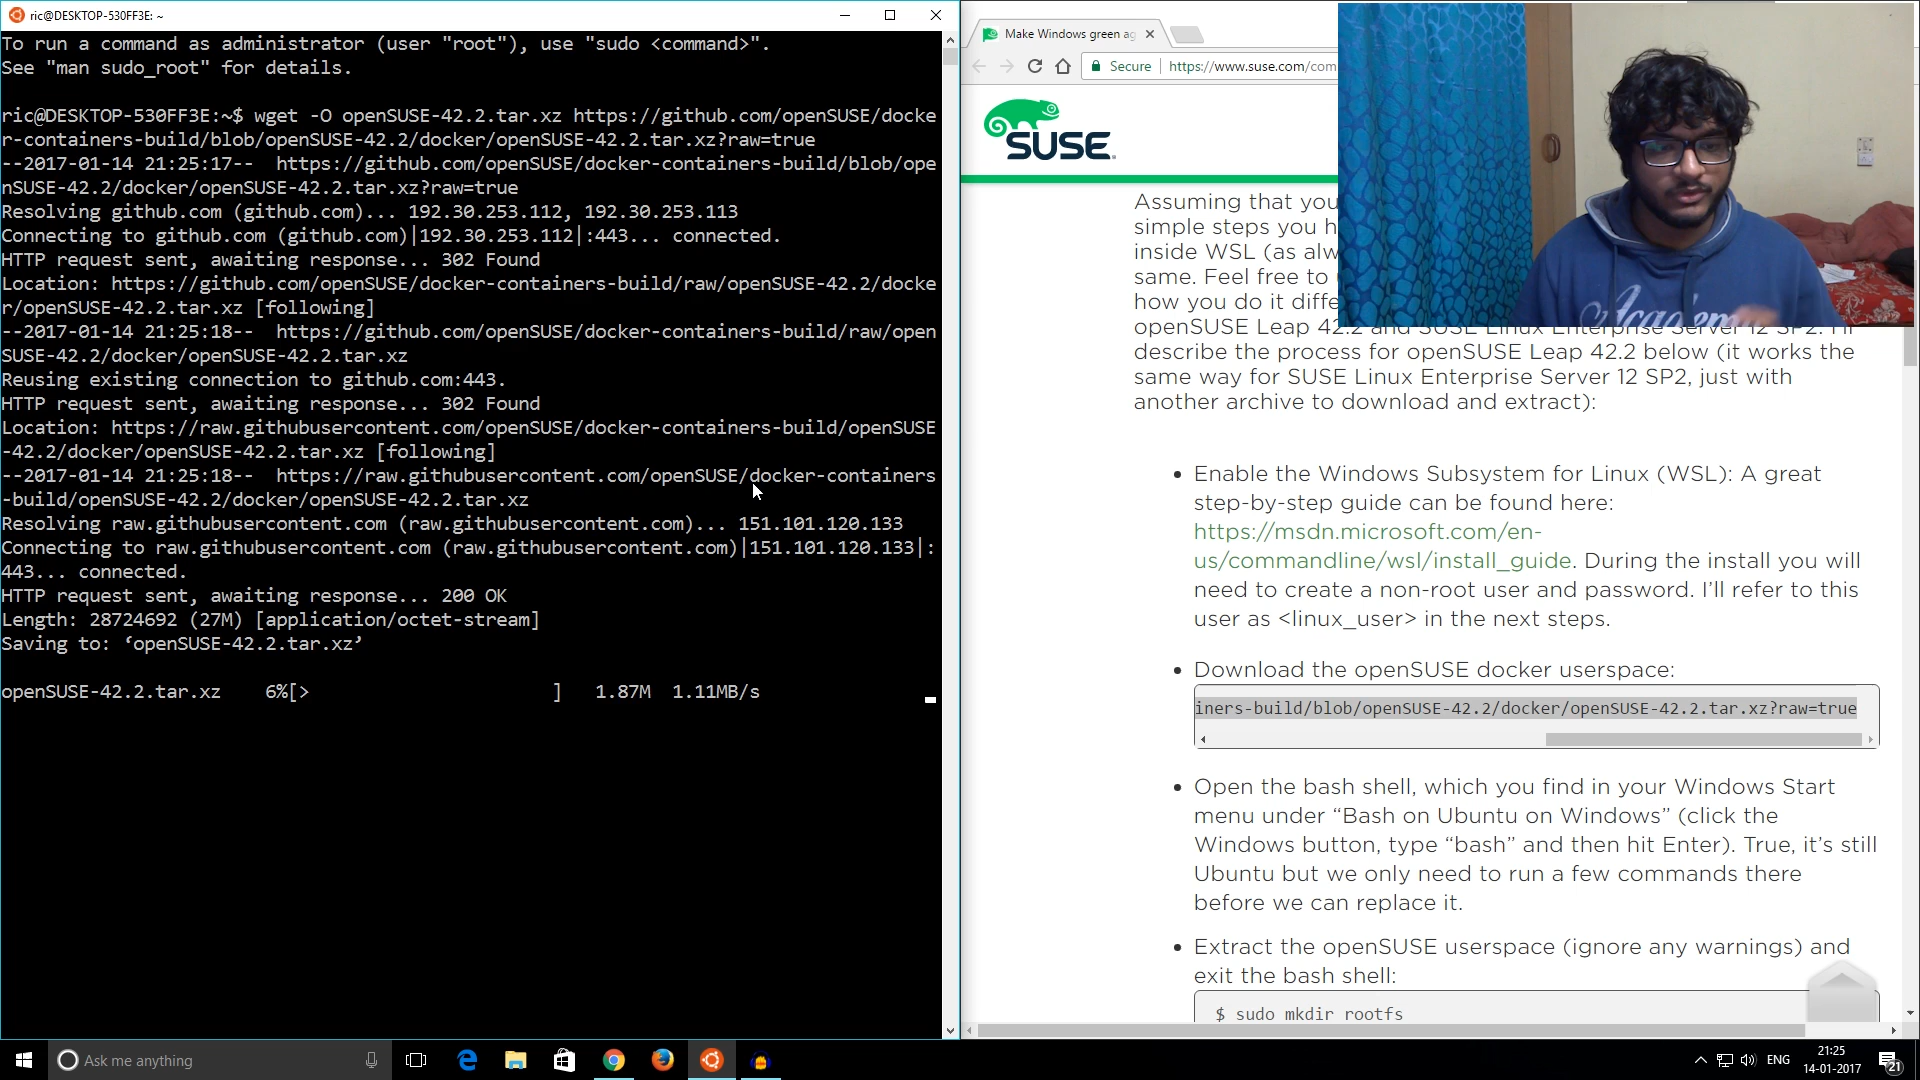 ric@DESKTOP-530FF3E: ~
To run a command as administrator (user "root"), use "sudo <command>".
See "man sudo_root" for details.
ric@DESKTOP-530FF3E:~$ wget -O openSUSE-42.2.tar.xz https://github.com/openSUSE/docke
r-containers-build/blob/openSUSE-42.2/docker/openSUSE-42.2.tar.xz?raw=true
--2017-01-14 21:25:17--  https://github.com/openSUSE/docker-containers-build/blob/ope
nSUSE-42.2/docker/openSUSE-42.2.tar.xz?raw=true
Resolving github.com (github.com)... 192.30.253.112, 192.30.253.113
Connecting to github.com (github.com)|192.30.253.112|:443... connected.
HTTP request sent, awaiting response... 302 Found
Location: https://github.com/openSUSE/docker-containers-build/raw/openSUSE-42.2/docke
r/openSUSE-42.2.tar.xz [following]
--2017-01-14 21:25:18--  https://github.com/openSUSE/docker-containers-build/raw/open
SUSE-42.2/docker/openSUSE-42.2.tar.xz
Reusing existing connection to github.com:443.
HTTP request sent, awaiting response... 302 Found
Location: https://raw.githubusercontent.com/openSUSE/docker-containers-build/openSUSE
-42.2/docker/openSUSE-42.2.tar.xz [following]
--2017-01-14 21:25:18--  https://raw.githubusercontent.com/openSUSE/docker-containers
-build/openSUSE-42.2/docker/openSUSE-42.2.tar.xz
Resolving raw.githubusercontent.com (raw.githubusercontent.com)... 151.101.120.133
Connecting to raw.githubusercontent.com (raw.githubusercontent.com)|151.101.120.133|:
443... connected.
HTTP request sent, awaiting response... 200 OK
Length: 28724692 (27M) [application/octet-stream]
Saving to: ‘openSUSE-42.2.tar.xz’
openSUSE-42.2.tar.xz    6%[>                       ]   1.87M  1.11MB/s
Make Windows green ag
Secure
https://www.suse.com/com
SUSE
Assuming that you
simple steps you h
inside WSL (as alw
same. Feel free to
how you do it diffe
openSUSE Leap 42.2 and SUSE Linux Enterprise Server 12 SP2. I'll
describe the process for openSUSE Leap 42.2 below (it works the
same way for SUSE Linux Enterprise Server 12 SP2, just with
another archive to download and extract):
• Enable the Windows Subsystem for Linux (WSL): A great
step-by-step guide can be found here:
https://msdn.microsoft.com/en-
us/commandline/wsl/install_guide. During the install you will
need to create a non-root user and password. I’ll refer to this
user as <linux_user> in the next steps.
• Download the openSUSE docker userspace:
iners-build/blob/openSUSE-42.2/docker/openSUSE-42.2.tar.xz?raw=true
• Open the bash shell, which you find in your Windows Start
menu under “Bash on Ubuntu on Windows” (click the
Windows button, type “bash” and then hit Enter). True, it’s still
Ubuntu but we only need to run a few commands there
before we can replace it.
• Extract the openSUSE userspace (ignore any warnings) and
exit the bash shell:
$ sudo mkdir rootfs
Ask me anything
ENG
21:25
14-01-2017
21